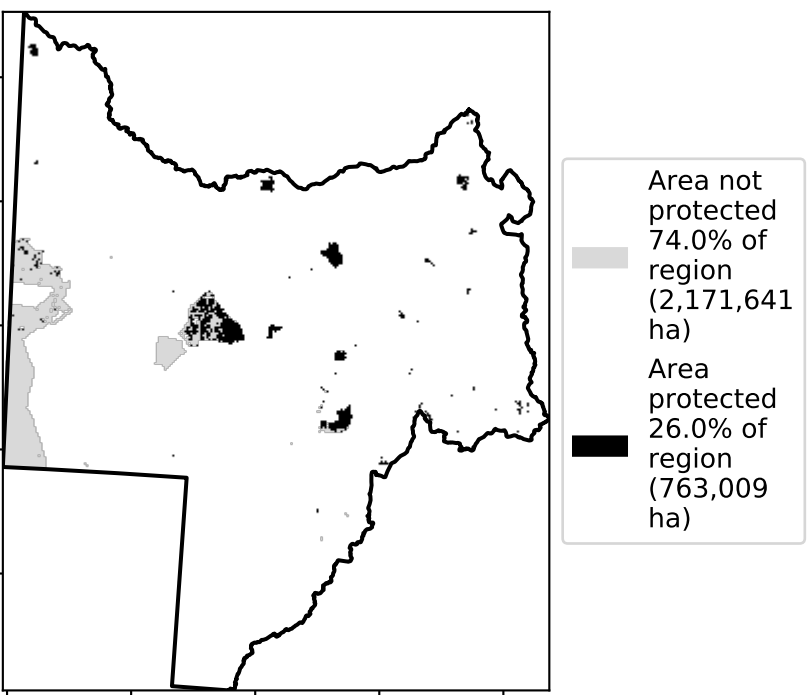 Area not
protected
74.0% of
region
(2,171,641
ha)
Area
protected
26.0% of
region
(763,009
ha)